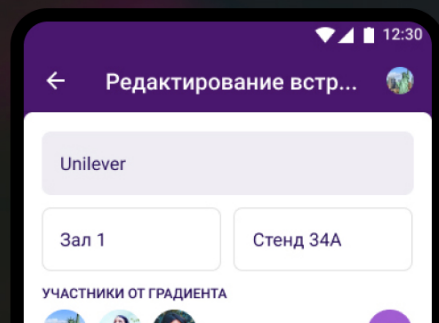 12:30
Редактирование встр...
Unilever
Зал 1
Стенд 34А
УЧАСТНИКИ ОТ ГРАДИЕНТА